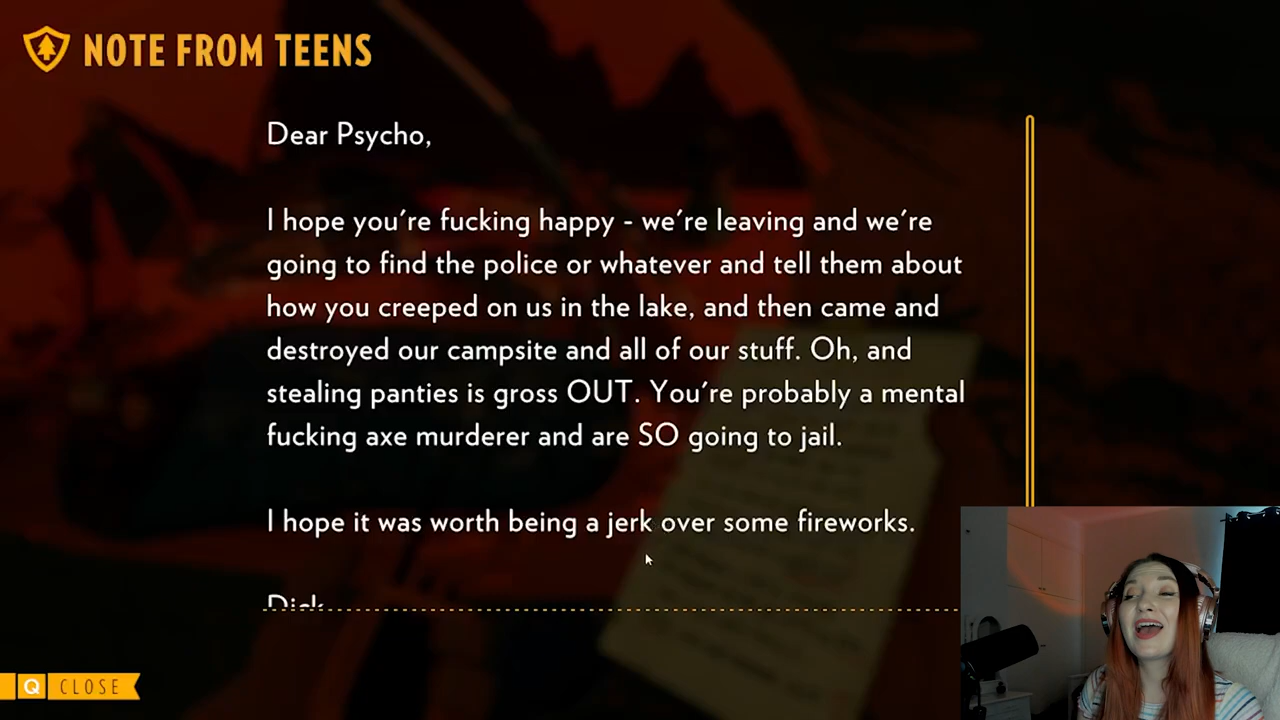 NOTE FROM TEENS
Dear Psycho,
I hope you're fucking happy - we're leaving and we're
going to find the police or whatever and tell them about
how you creeped on us in the lake, and then came and
destroyed our campsite and all of our stuff. Oh, and
stealing panties is gross OUT. You're probably a mental
fucking axe murderer and are SO going to jail.
I hope it was worth being a jerk over some fireworks.
Dick
Q CLOSE